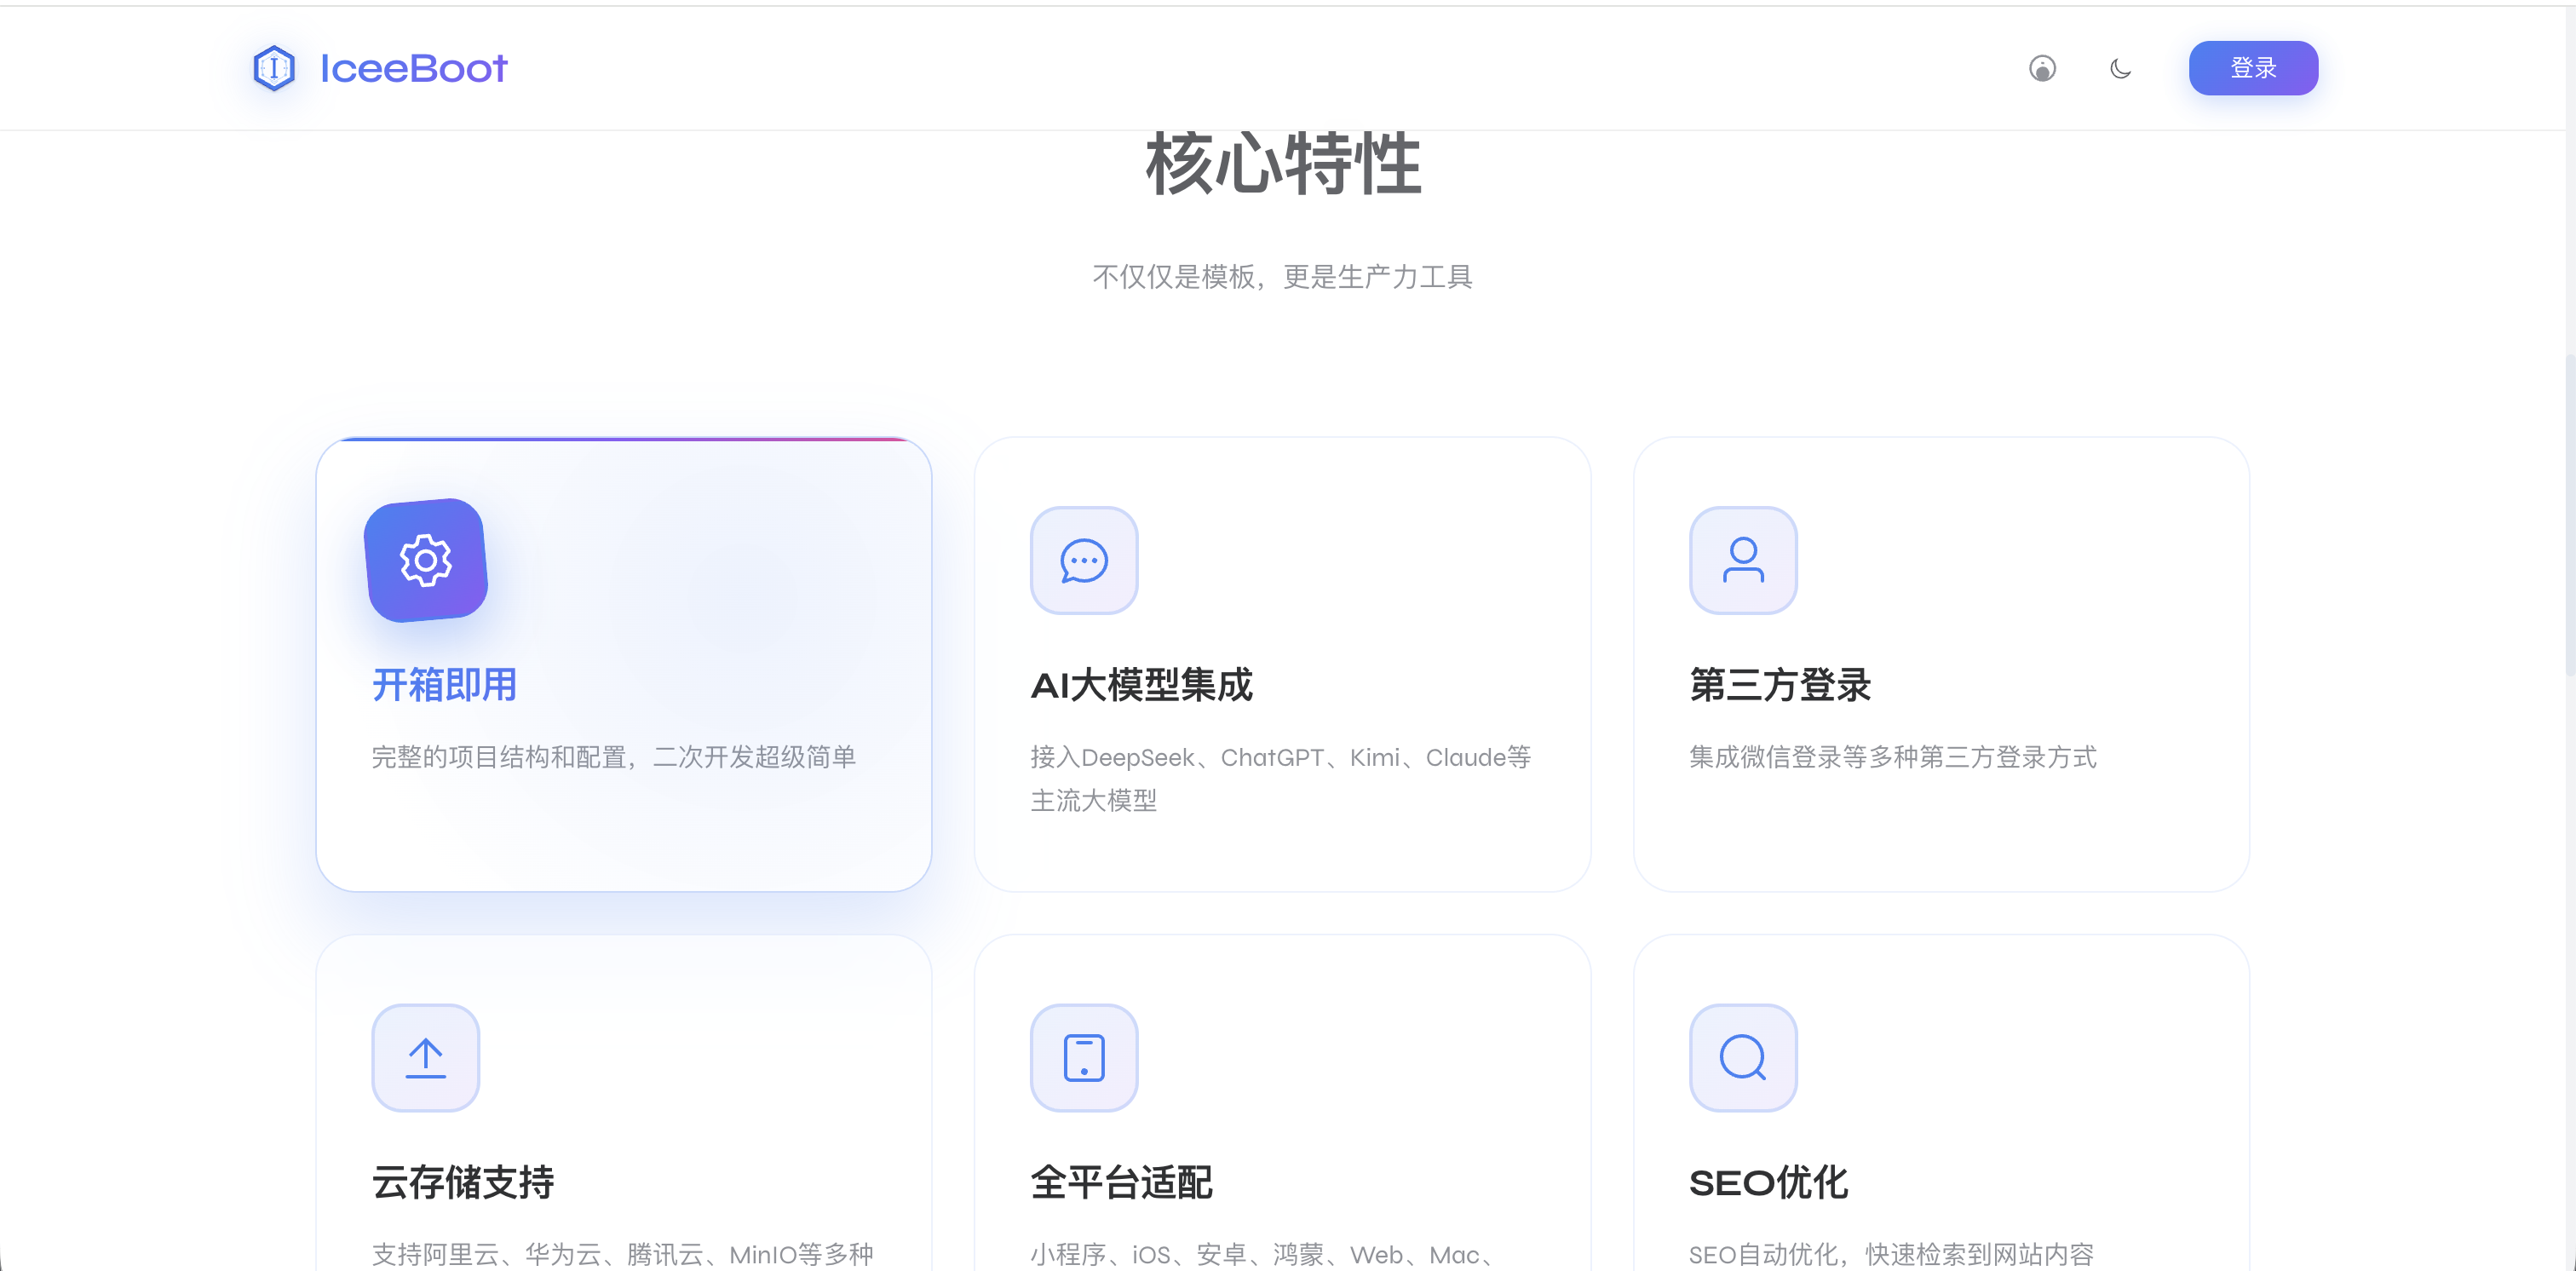 IceeBoot
登录
核心特性
不仅仅是模板，更是生产力工具
开箱即用
完整的项目结构和配置，二次开发超级简单
AI大模型集成
接入DeepSeek、ChatGPT、Kimi、Claude等
主流大模型
第三方登录
集成微信登录等多种第三方登录方式
云存储支持
支持阿里云、华为云、腾讯云、MinIO等多种
全平台适配
小程序、iOS、安卓、鸿蒙、Web、Mac、
SEO优化
SEO自动优化，快速检索到网站内容